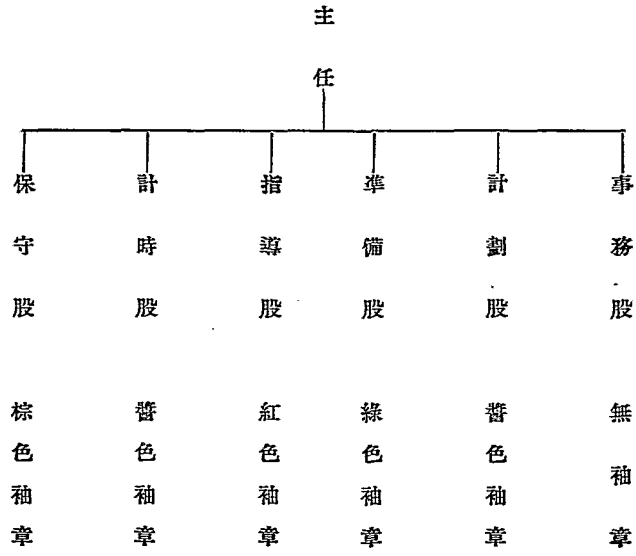 主任
事務股 無袖章
計劃股 醬色袖章
準備股 綠色袖章
指導股 紅色袖章
計時股 醬色袖章
保守股 棕色袖章